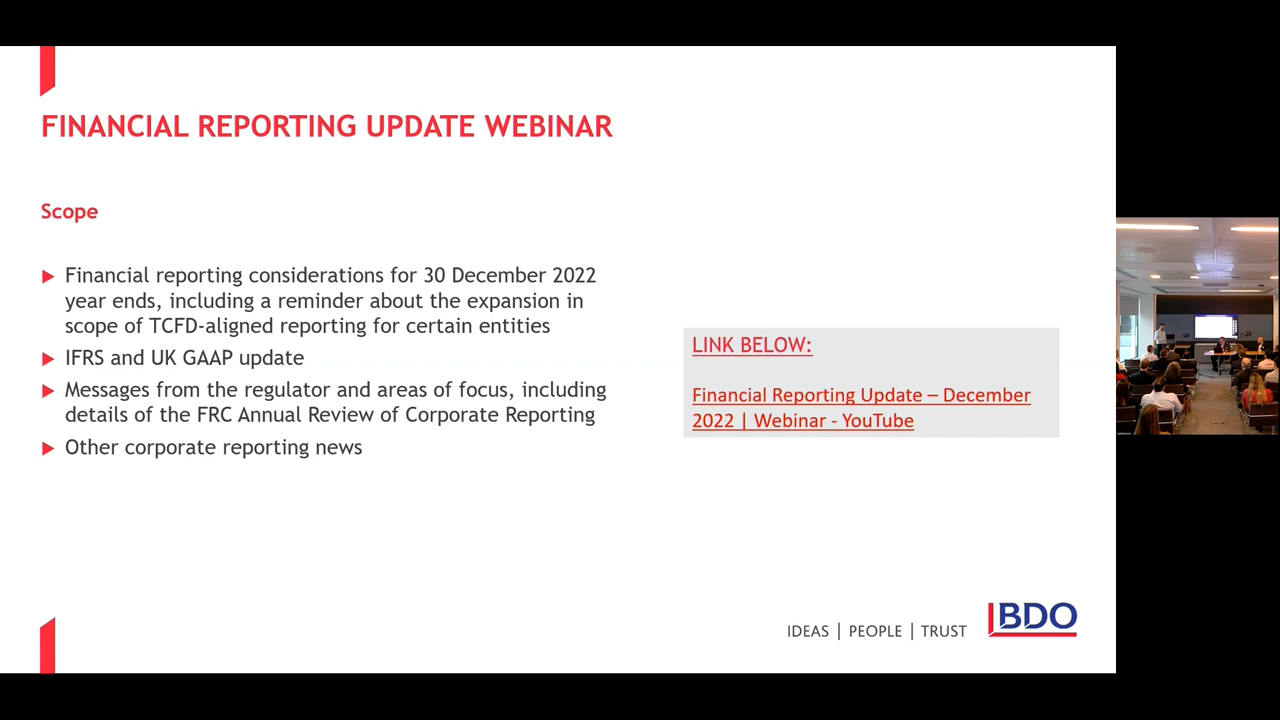 FINANCIAL REPORTING UPDATE WEBINAR
Scope
Financial reporting considerations for 30 December 2022
year ends, including a reminder about the expansion in
scope of TCFD-aligned reporting for certain entities
IFRS and UK GAAP update
Messages from the regulator and areas of focus, including
details of the FRC Annual Review of Corporate Reporting
Other corporate reporting news
LINK BELOW:
Financial Reporting Update – December
2022 | Webinar - YouTube
IDEAS | PEOPLE | TRUST
BDO